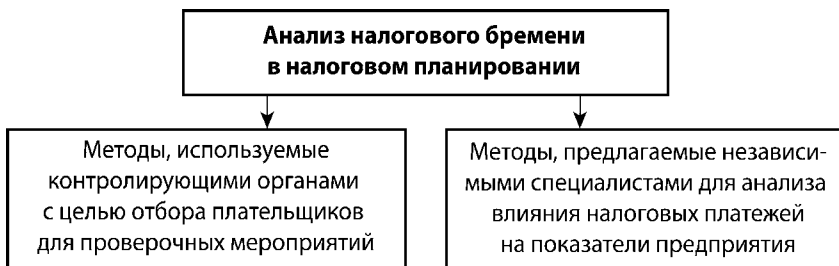 Анализ налогового бремени
в налоговом планировании
Методы, используемые
контролирующими органами
с целью отбора плательщиков
для проверочных мероприятий
Методы, предлагаемые независи-
мыми специалистами для анализа
влияния налоговых платежей
на показатели предприятия